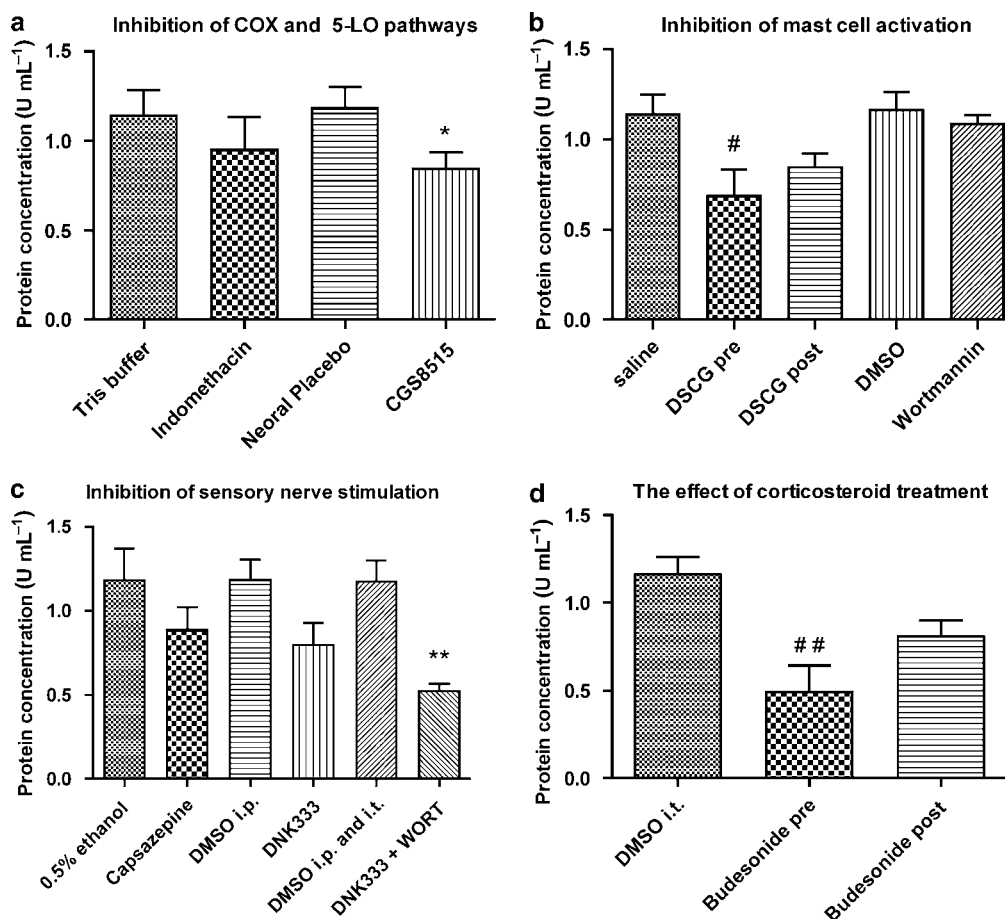 a Inhibition of COX and 5-LO pathways
Protein concentration (U mL⁻¹)
1.5
1.0
0.5
0.0
*
Tris buffer
Indomethacin
Neoral Placebo
CGS8515
b Inhibition of mast cell activation
Protein concentration (U mL⁻¹)
1.5
1.0
0.5
0.0
#
saline
DSCG pre
DSCG post
DMSO
Wortmannin
c Inhibition of sensory nerve stimulation
Protein concentration (U mL⁻¹)
1.5
1.0
0.5
0.0
**
0.5% ethanol
Capsazepine
DMSO i.p.
DNK333
DMSO i.p. and i.t.
DNK333 + WORT
d The effect of corticosteroid treatment
Protein concentration (U mL⁻¹)
1.5
1.0
0.5
0.0
##
DMSO i.t.
Budesonide pre
Budesonide post